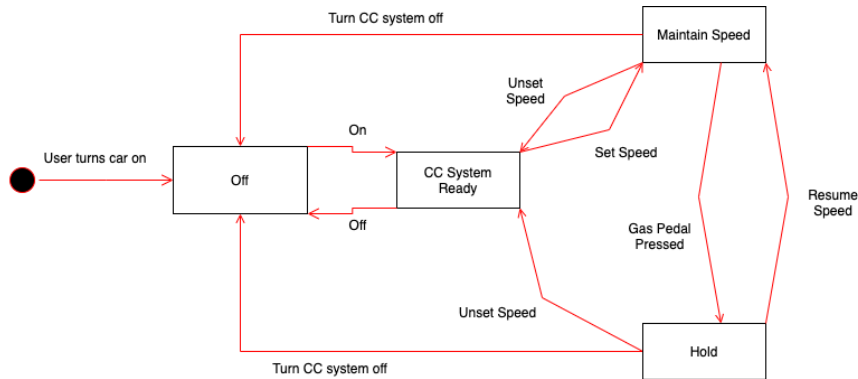 Turn CC system off
Maintain Speed
Unset
Speed
On
Set Speed
User turns car on
Off
CC System
Ready
Resume
Speed
Off
Gas Pedal
Pressed
Unset Speed
Hold
Turn CC system off